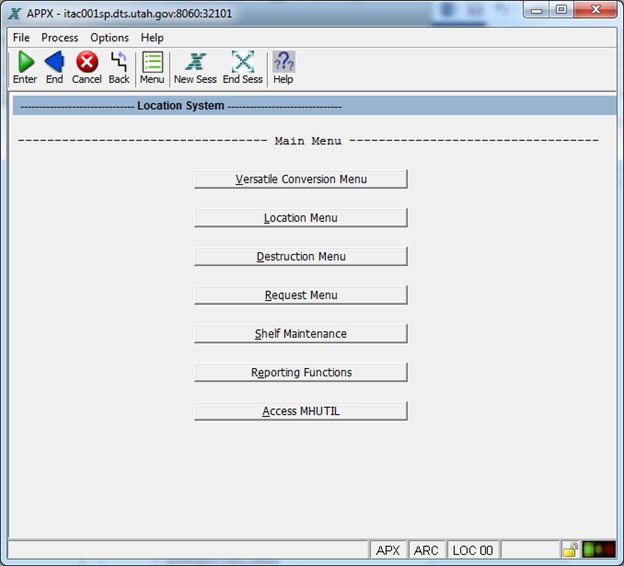 APPX - itac001sp.dts.utah.gov:8060:32101
File Process Options Help
Enter End Cancel Back Menu New Sess End Sess Help
------------------------------ Location System ------------------------------
---------------------------------- Main Menu ----------------------------------
Versatile Conversion Menu
Location Menu
Destruction Menu
Request Menu
Shelf Maintenance
Reporting Functions
Access MHUTIL
APX ARC LOC 00